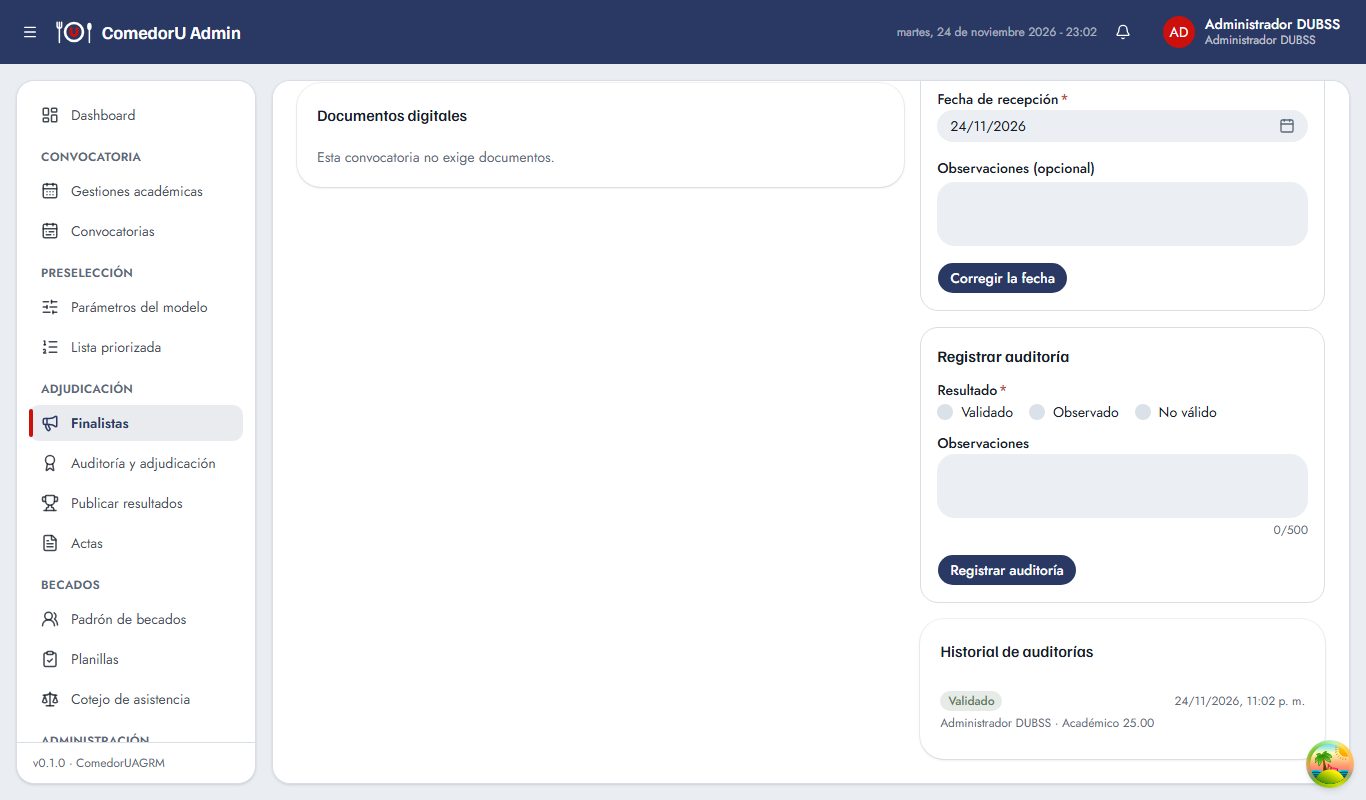 ComedorU Admin
martes, 24 de noviembre 2026 - 23:02
AD
Administrador DUBSS
Administrador DUBSS
Dashboard
CONVOCATORIA
Gestiones académicas
Convocatorias
PRESELECCIÓN
Parámetros del modelo
Lista priorizada
ADJUDICACIÓN
Finalistas
Auditoría y adjudicación
Publicar resultados
Actas
BECADOS
Padrón de becados
Planillas
Cotejo de asistencia
ADMINISTRACIÓN
v0.1.0 · ComedorUAGRM
Documentos digitales
Esta convocatoria no exige documentos.
Fecha de recepción *
24/11/2026
Observaciones (opcional)
Corregir la fecha
Registrar auditoría
Resultado *
Validado Observado No válido
Observaciones
0/500
Registrar auditoría
Historial de auditorías
Validado 24/11/2026, 11:02 p. m.
Administrador DUBSS · Académico 25.00